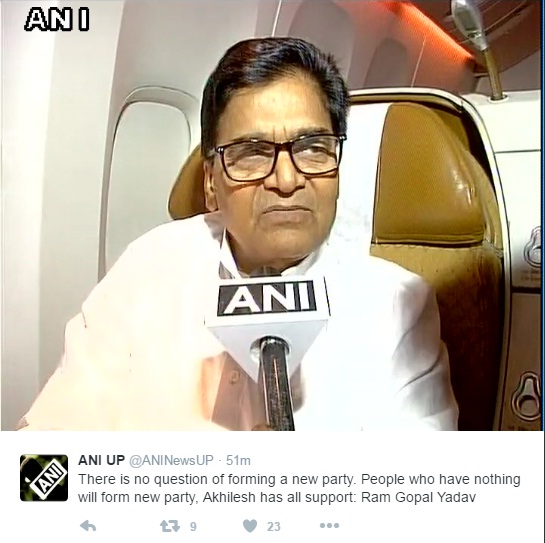 ANI
ANI
ANI
ANI UP @ANINewsUP · 51m
There is no question of forming a new party. People who have nothing
will form new party, Akhilesh has all support: Ram Gopal Yadav
9 23